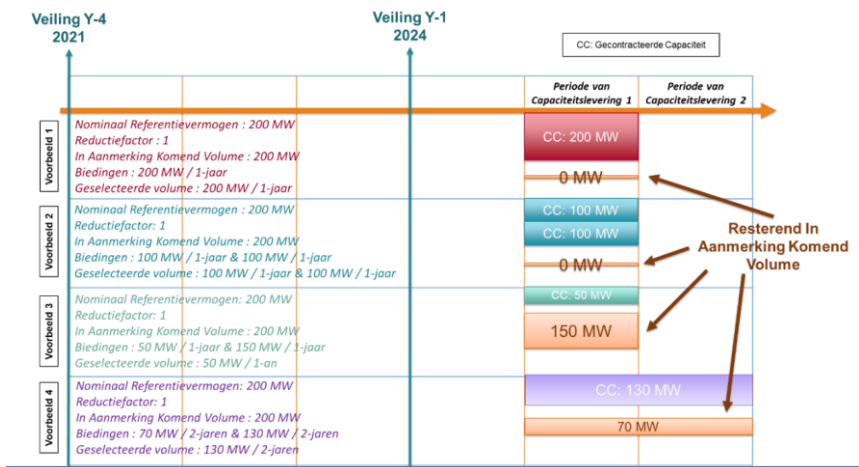 Veiling Y-4
2021
Veiling Y-1
2024
CC: Gecontracteerde Capaciteit
Periode van
Capaciteitslevering 1
Periode van
Capaciteitslevering 2
Voorbeeld 1
Nominaal Referentievermogen : 200 MW
Reductiefactor : 1
In Aanmerking Komend Volume : 200 MW
Biedingen : 200 MW / 1-jaar
Geselecteerde volume : 200 MW / 1-jaar
CC: 200 MW
0 MW
Voorbeeld 2
Nominaal Referentievermogen : 200 MW
Reductiefactor: 1
In Aanmerking Komend Volume : 200 MW
Biedingen : 100 MW / 1-jaar & 100 MW / 1-jaar
Geselecteerde volume : 100 MW / 1-jaar & 100 MW / 1-jaar
CC: 100 MW
CC: 100 MW
0 MW
Resterend In
Aanmerking Komend
Volume
Voorbeeld 3
Nominaal Referentievermogen: 200 MW
Reductiefactor: 1
In Aanmerking Komend Volume : 200 MW
Biedingen : 50 MW / 1-jaar & 150 MW / 1-jaar
Geselecteerde volume : 50 MW / 1-an
CC: 50 MW
150 MW
Voorbeeld 4
Nominaal Referentievermogen: 200 MW
Reductiefactor: 1
In Aanmerking Komend Volume : 200 MW
Biedingen : 70 MW / 2-jaren & 130 MW / 2-jaren
Geselecteerde volume : 130 MW / 2-jaren
CC: 130 MW
70 MW